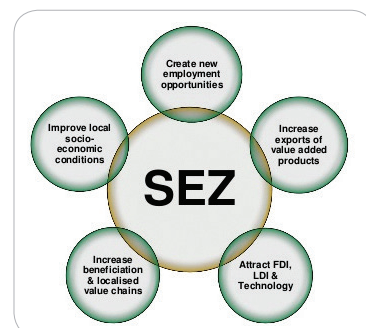 Create new
employment
opportunities
Improve local
socio-
economic
conditions
Increase
exports of
value added
products
SEZ
Increase
beneficiation
& localised
value chains
Attract FDI,
LDI &
Technology